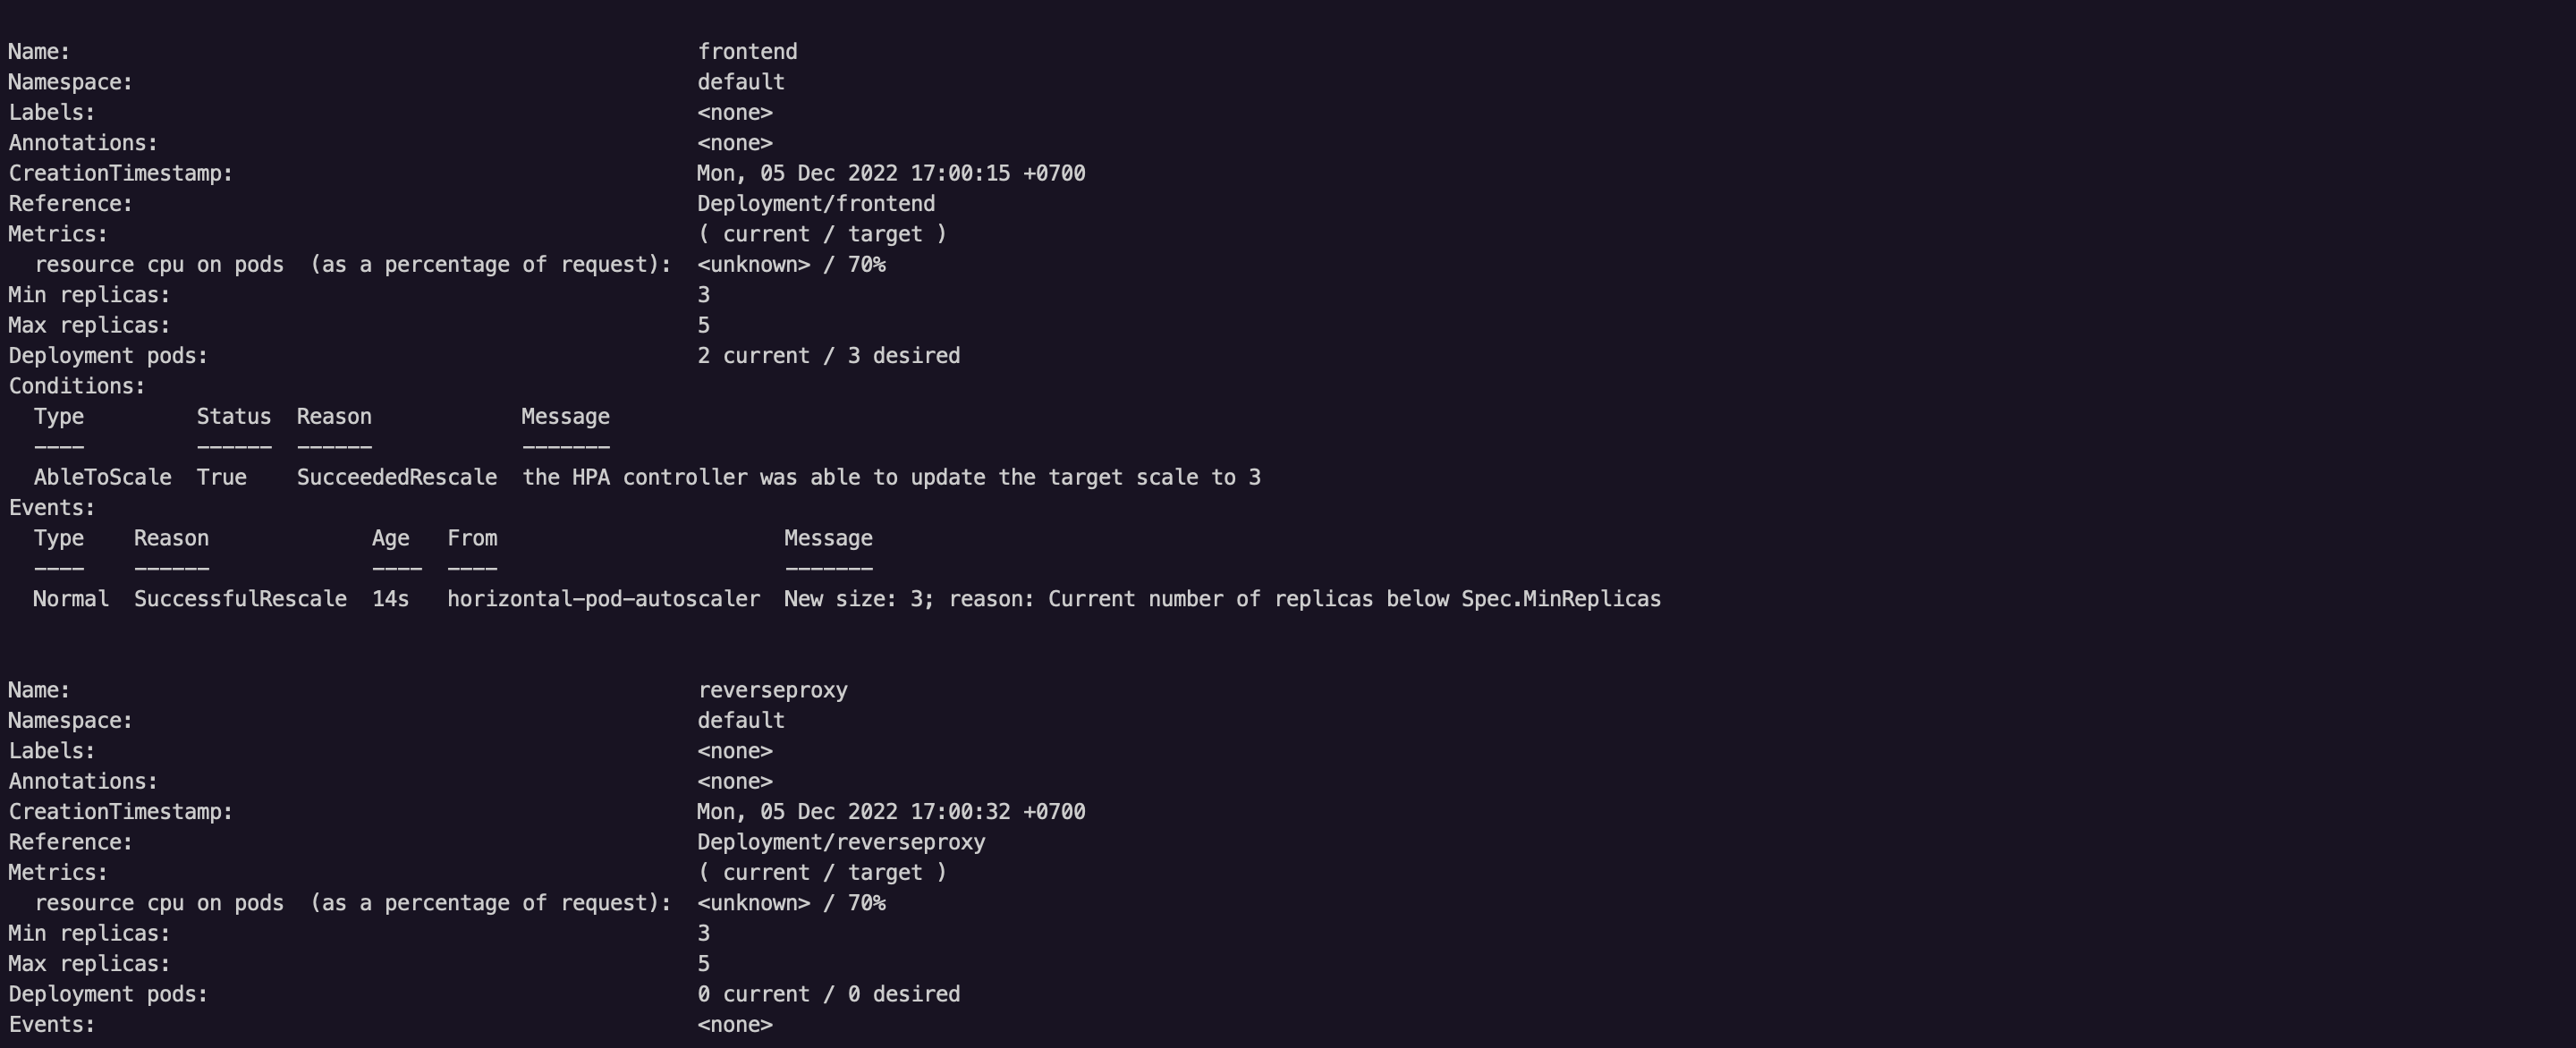 Name:                                                  frontend
Namespace:                                             default
Labels:                                                <none>
Annotations:                                           <none>
CreationTimestamp:                                     Mon, 05 Dec 2022 17:00:15 +0700
Reference:                                             Deployment/frontend
Metrics:                                               ( current / target )
  resource cpu on pods  (as a percentage of request):  <unknown> / 70%
Min replicas:                                          3
Max replicas:                                          5
Deployment pods:                                       2 current / 3 desired
Conditions:
  Type         Status  Reason            Message
  ----         ------  ------            -------
  AbleToScale  True    SucceededRescale  the HPA controller was able to update the target scale to 3
Events:
  Type    Reason             Age   From                       Message
  ----    ------             ----  ----                       -------
  Normal  SuccessfulRescale  14s   horizontal-pod-autoscaler  New size: 3; reason: Current number of replicas below Spec.MinReplicas
Name:                                                  reverseproxy
Namespace:                                             default
Labels:                                                <none>
Annotations:                                           <none>
CreationTimestamp:                                     Mon, 05 Dec 2022 17:00:32 +0700
Reference:                                             Deployment/reverseproxy
Metrics:                                               ( current / target )
  resource cpu on pods  (as a percentage of request):  <unknown> / 70%
Min replicas:                                          3
Max replicas:                                          5
Deployment pods:                                       0 current / 0 desired
Events:                                                <none>